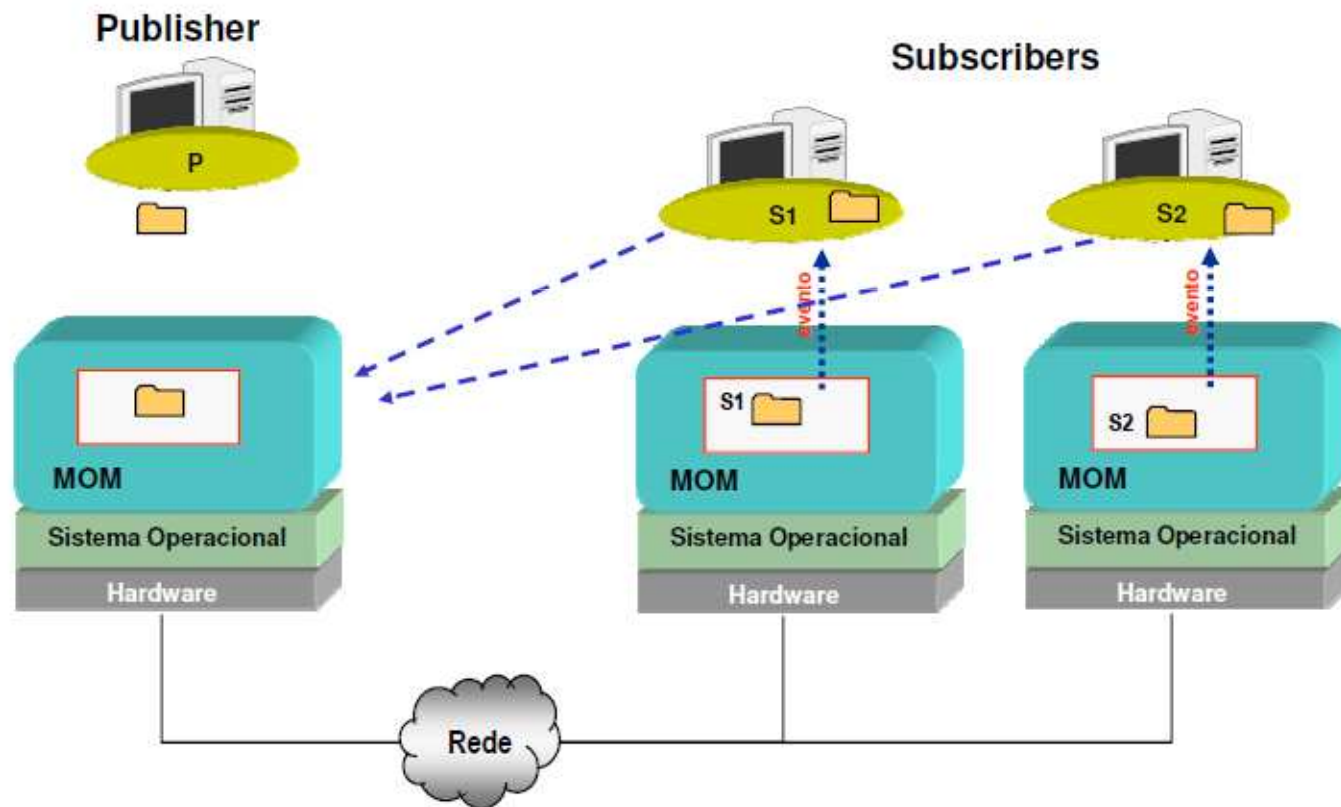 Publisher
Subscribers
P
S1
S2
evento
evento
S1
S2
MOM
MOM
MOM
Sistema Operacional
Sistema Operacional
Sistema Operacional
Hardware
Hardware
Hardware
Rede